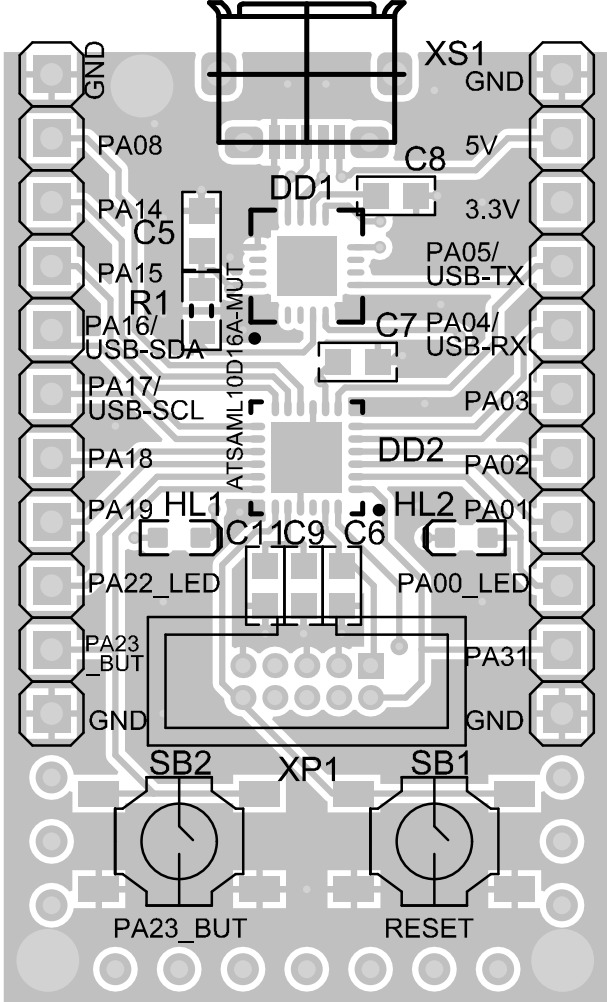 XS1
GND
GND
PA08
5V
C8
DD1
PA14
3.3V
C5
PA15
PA05/
USB-TX
R1
PA16/
USB-SDA
C7
PA04/
USB-RX
ATSAML10D16A-MUT
PA17/
USB-SCL
PA03
PA18
DD2
PA02
PA19
HL1
HL2
PA01
C11
C9
C6
PA22_LED
PA00_LED
PA23
_BUT
PA31
GND
GND
SB2
XP1
SB1
PA23_BUT
RESET